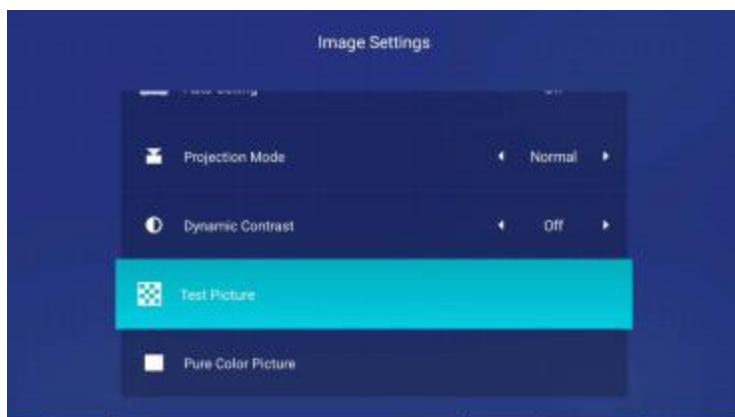 Image Settings
Projection Mode Normal
Dynamic Contrast Off
Test Picture
Pure Color Picture